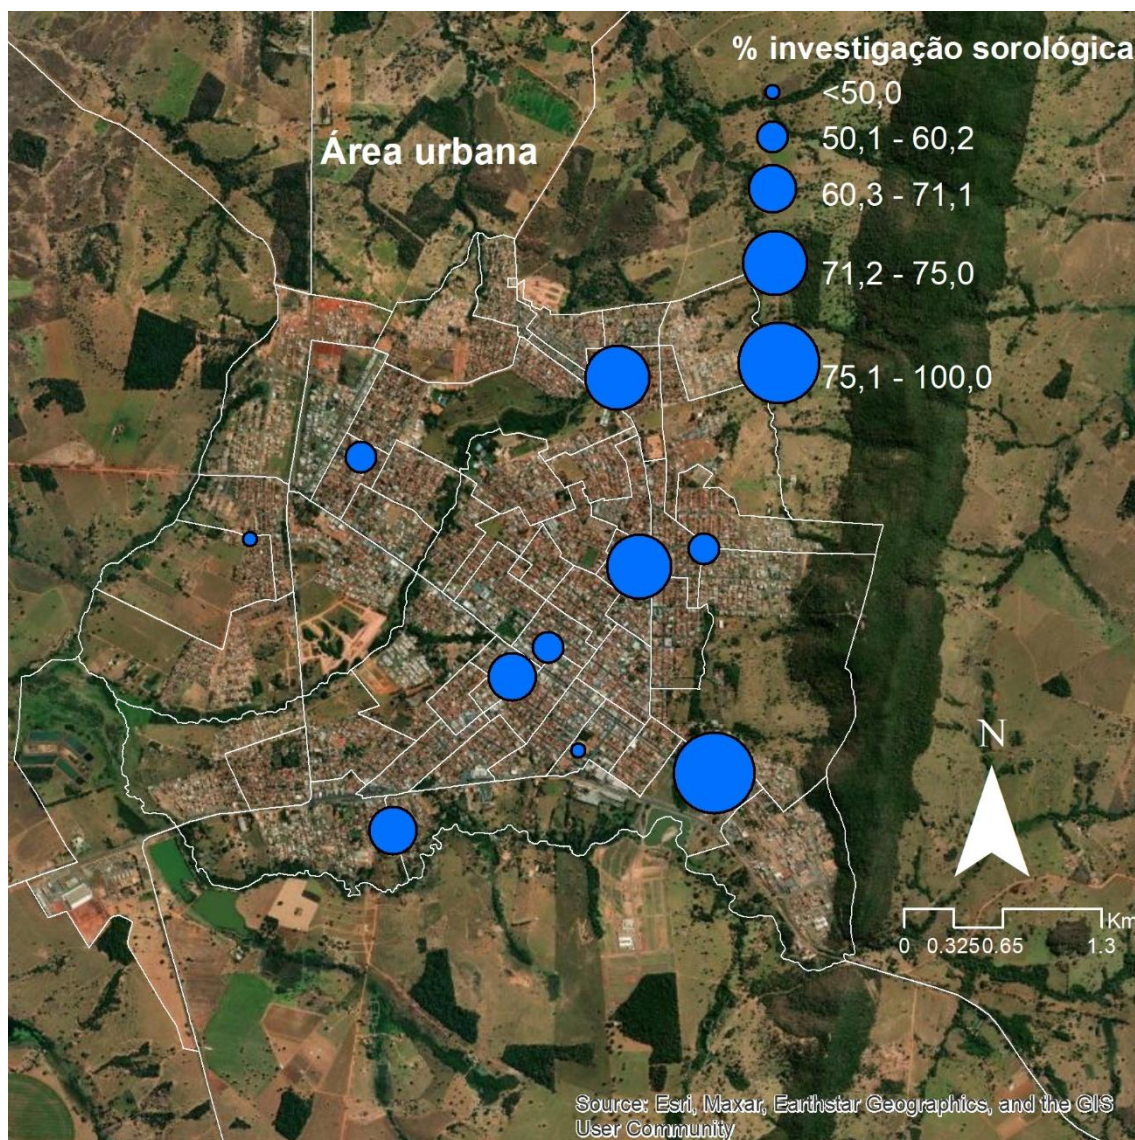 % investigação sorológica
<50,0
50,1 - 60,2
Área urbana
60,3 - 71,1
71,2 - 75,0
75,1 - 100,0
N
Km
0 0.325 0.65 1.3
Source: Esri, Maxar, Earthstar Geographics, and the GIS
User Community